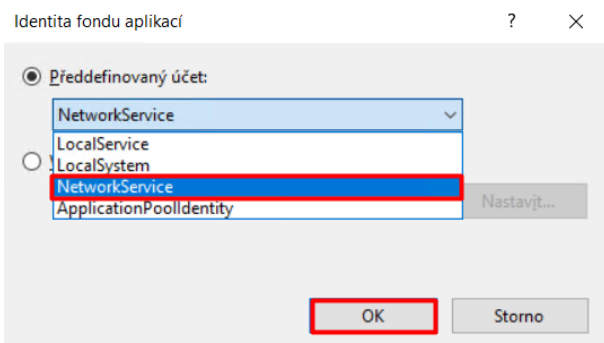 Identita fondu aplikací ?
Předdefinovaný účet:
NetworkService
LocalService
LocalSystem
NetworkService
ApplicationPoolIdentity
Nastavit...
OK Storno